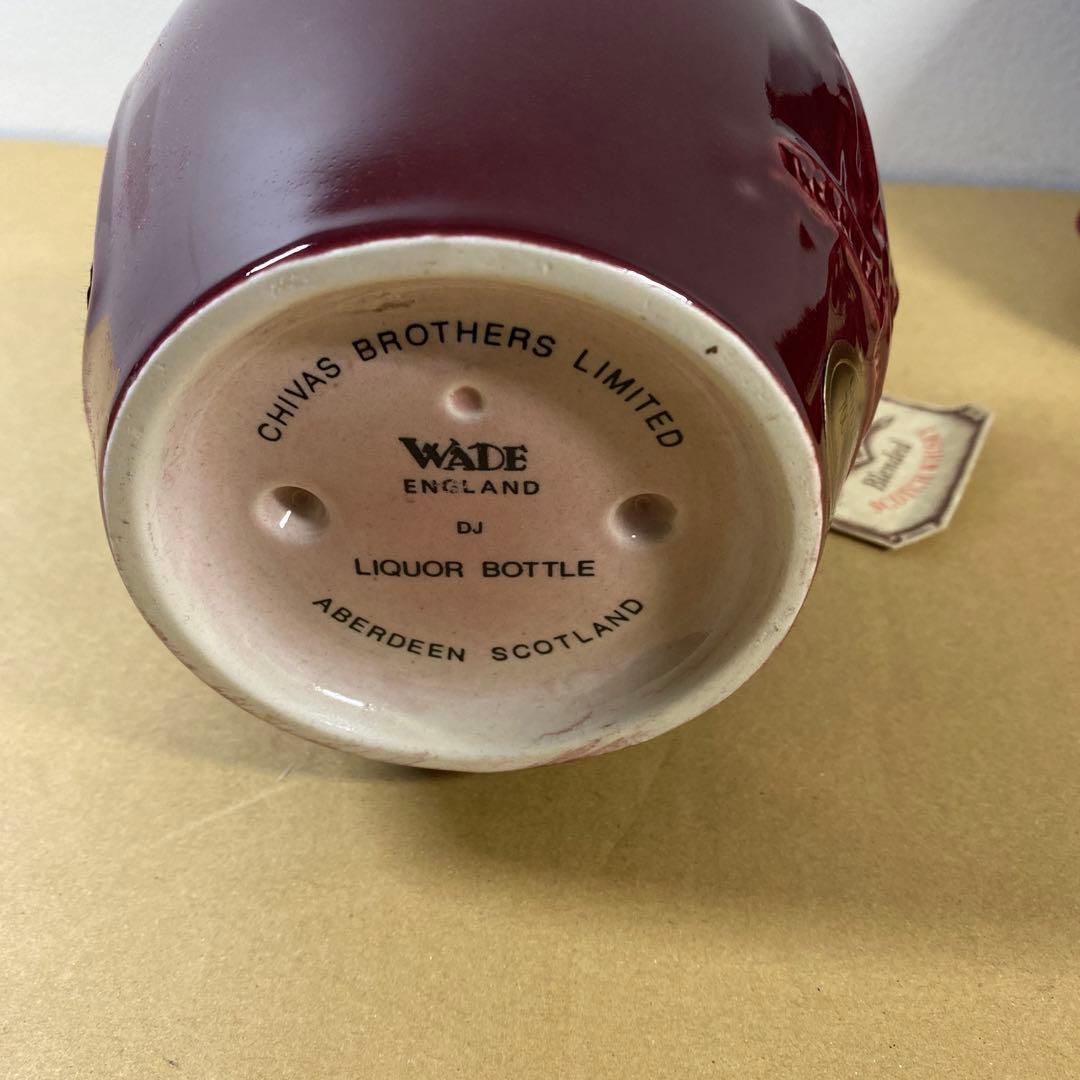 CHIVAS BROTHERS LIMITED
WADE
ENGLAND
DJ
LIQUOR BOTTLE
ABERDEEN SCOTLAND
Blended
SCOTCH WHISKY